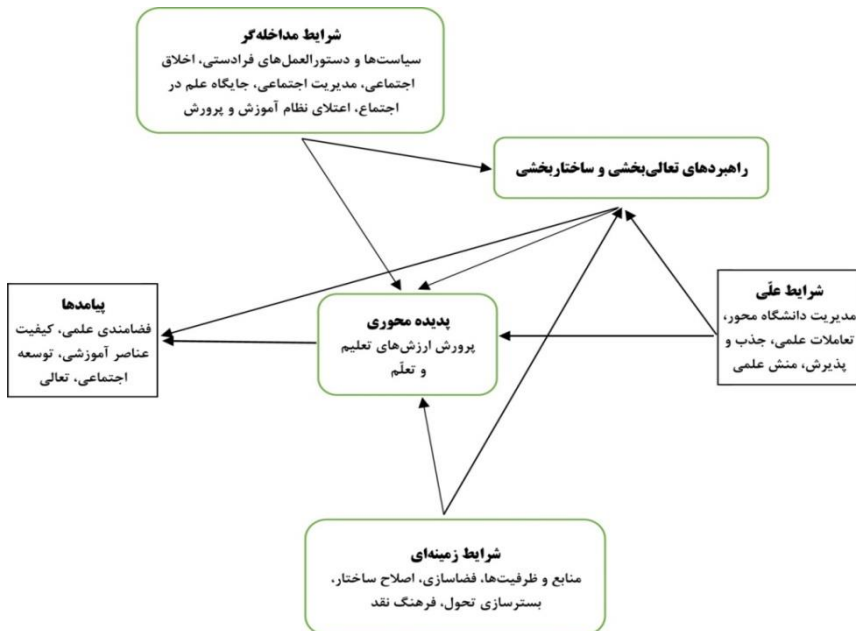 شرایط مداخله‌گر
سیاست‌ها و دستورالعمل‌های فرادستی، اخلاق
اجتماعی، مدیریت اجتماعی، جایگاه علم در
اجتماع، اعتلای نظام آموزش و پرورش
راهبردهای تعالی‌بخشی و ساختاربخشی
شرایط علّی
مدیریت دانشگاه محور،
تعاملات علمی، جذب و
پذیرش، منش علمی
پدیده محوری
پرورش ارزش‌های تعلیم
و تعلّم
پیامدها
فضامندی علمی، کیفیت
عناصر آموزشی، توسعه
اجتماعی، تعالی
شرایط زمینه‌ای
منابع و ظرفیت‌ها، فضاسازی، اصلاح ساختار،
بسترسازی تحول، فرهنگ نقد